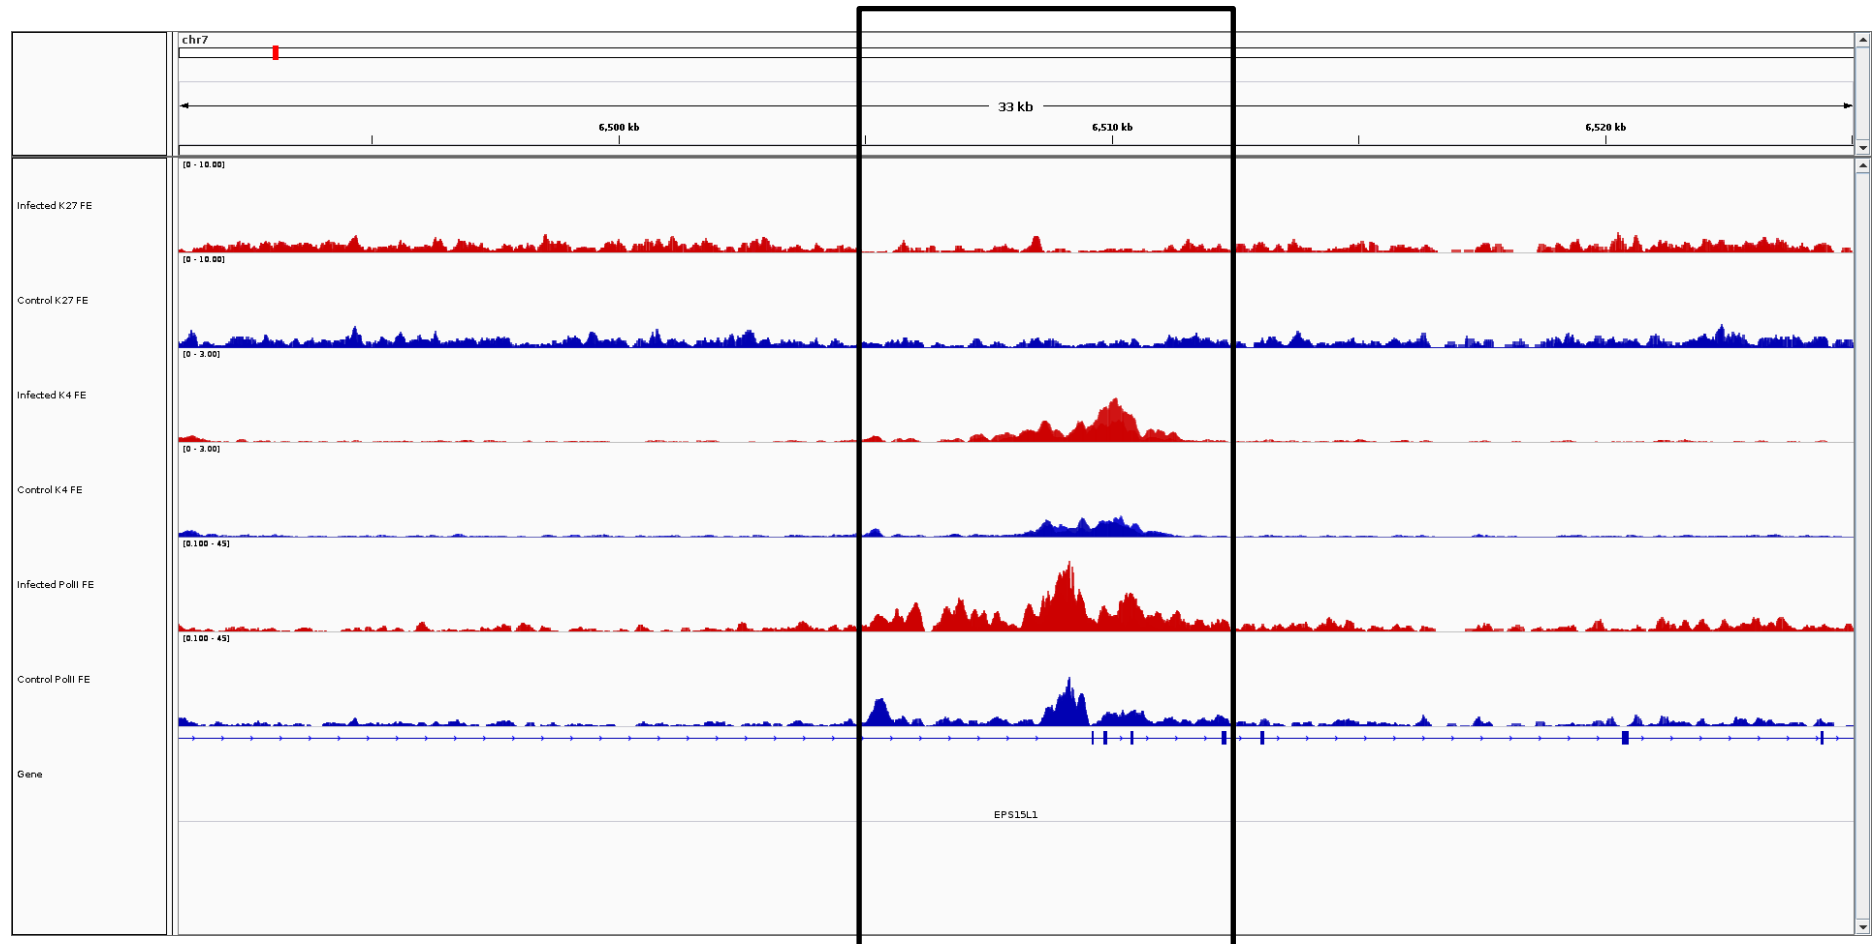 chr7
33 kb
6,500 kb 6,510 kb 6,520 kb
[0 - 10.00]
Infected K27 FE
[0 - 10.00]
Control K27 FE
[0 - 3.00]
Infected K4 FE
[0 - 3.00]
Control K4 FE
[0.100 - 45]
Infected PolII FE
[0.100 - 45]
Control PolII FE
Gene
EPS15L1